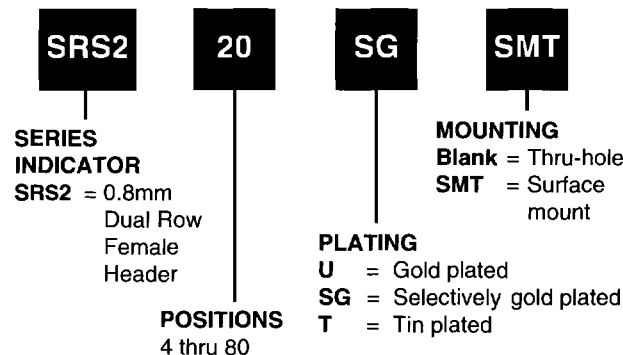 SRS2 20 SG SMT
SERIES
INDICATOR
SRS2 = 0.8mm
Dual Row
Female
Header
POSITIONS
4 thru 80
PLATING
U = Gold plated
SG = Selectively gold plated
T = Tin plated
MOUNTING
Blank = Thru-hole
SMT = Surface
mount